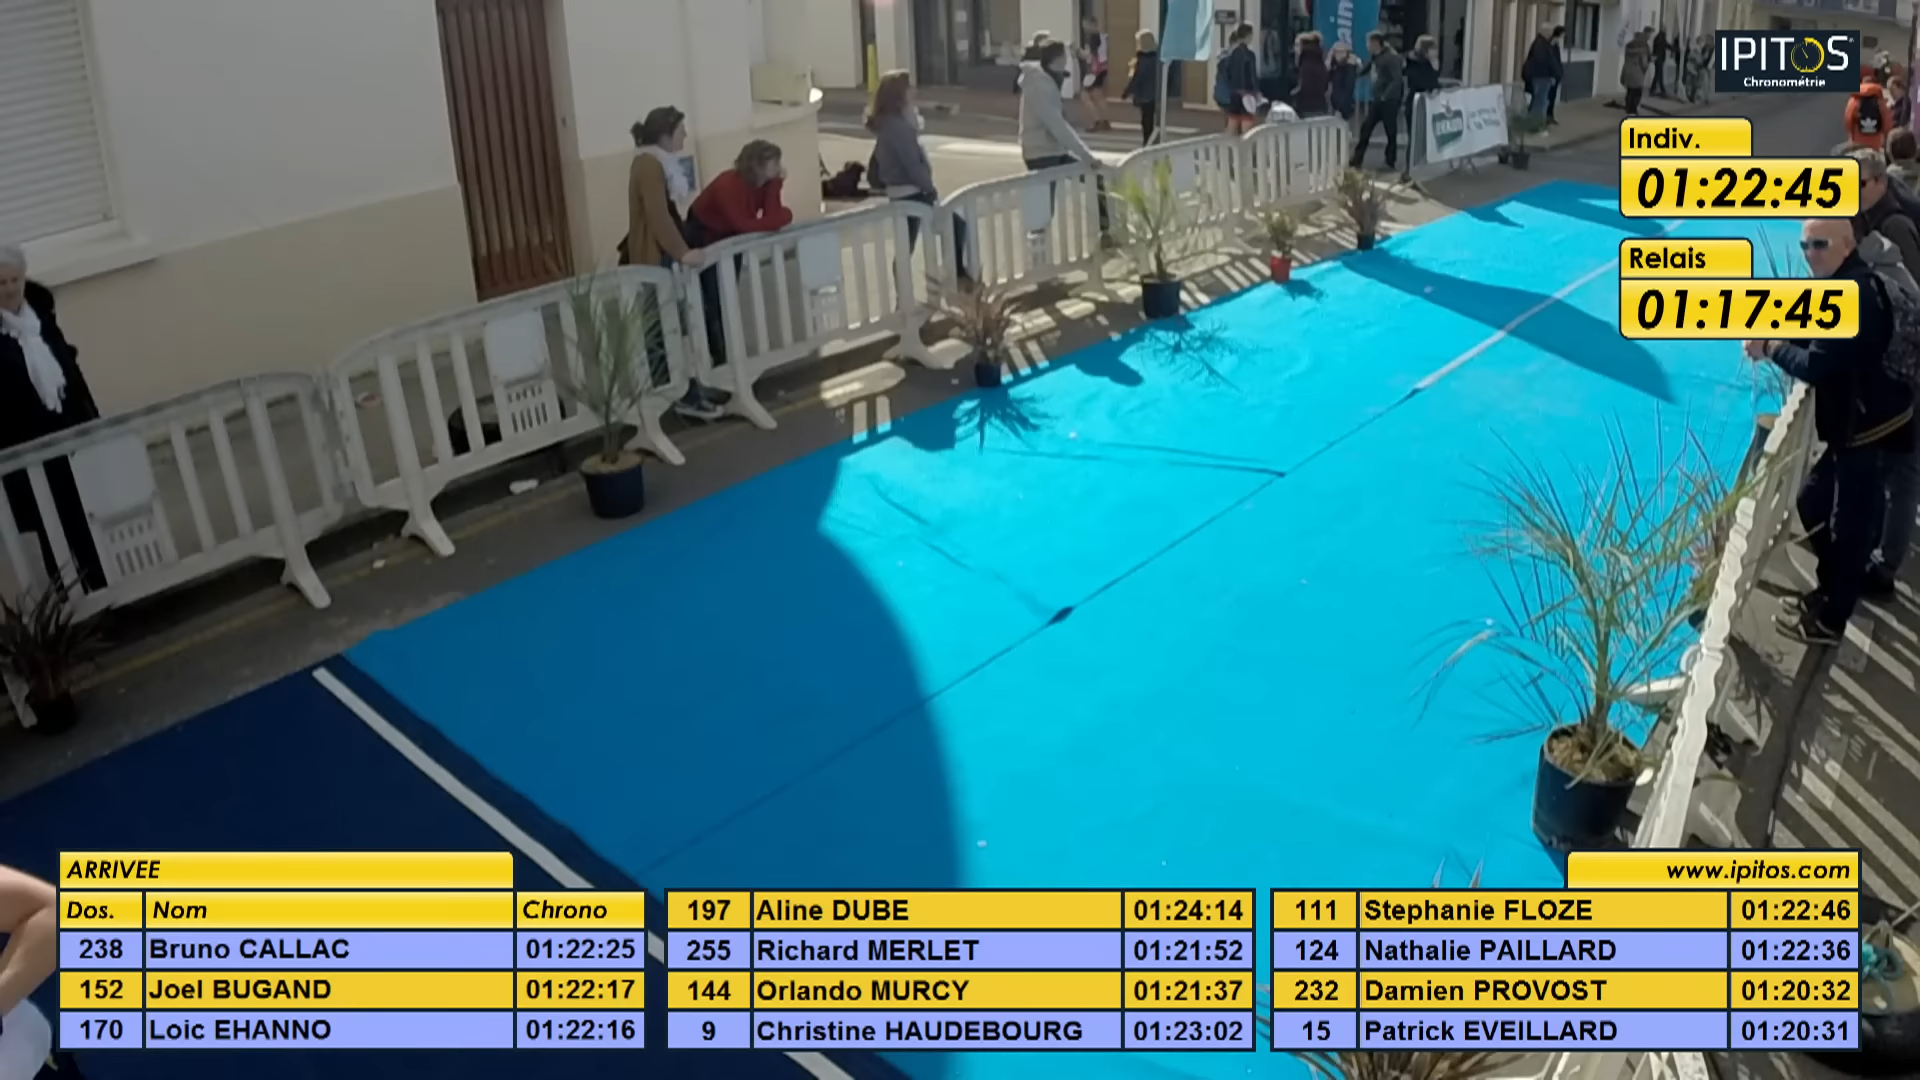 IPITOS
Chronométrie
Indiv.
01:22:45
Relais
01:17:45
ARRIVEE
www.ipitos.com
Dos. Nom Chrono
238 Bruno CALLAC 01:22:25
152 Joel BUGAND 01:22:17
170 Loic EHANNO 01:22:16
197 Aline DUBE 01:24:14
255 Richard MERLET 01:21:52
144 Orlando MURCY 01:21:37
9 Christine HAUDEBOURG 01:23:02
111 Stephanie FLOZE 01:22:46
124 Nathalie PAILLARD 01:22:36
232 Damien PROVOST 01:20:32
15 Patrick EVEILLARD 01:20:31